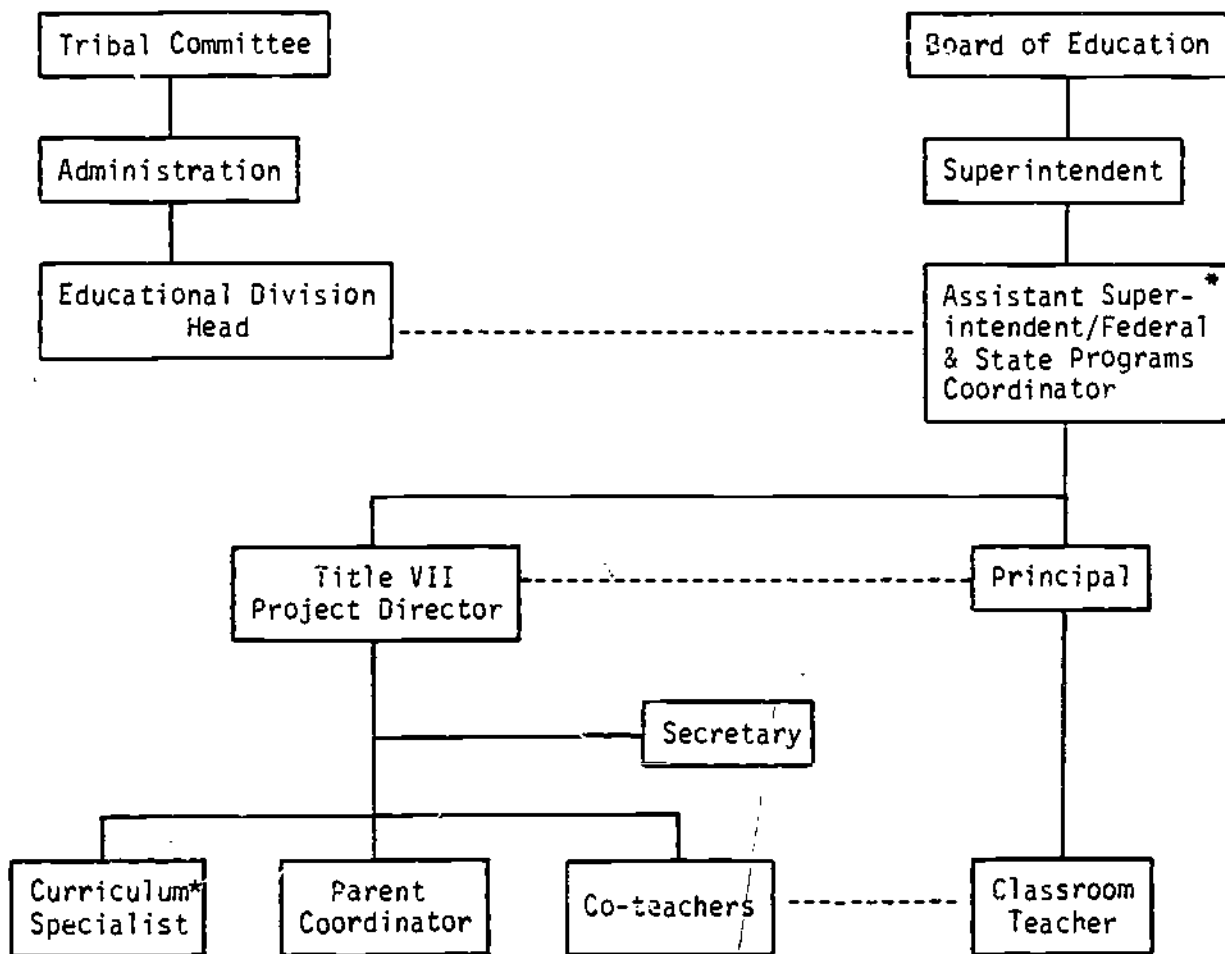 Tribal Committee
Board of Education
Administration
Superintendent
Educational Division
Head
Assistant Super-*
intendent/Federal
& State Programs
Coordinator
Title VII
Project Director
Principal
Secretary
Curriculum*
Specialist
Parent
Coordinator
Co-teachers
Classroom
Teacher